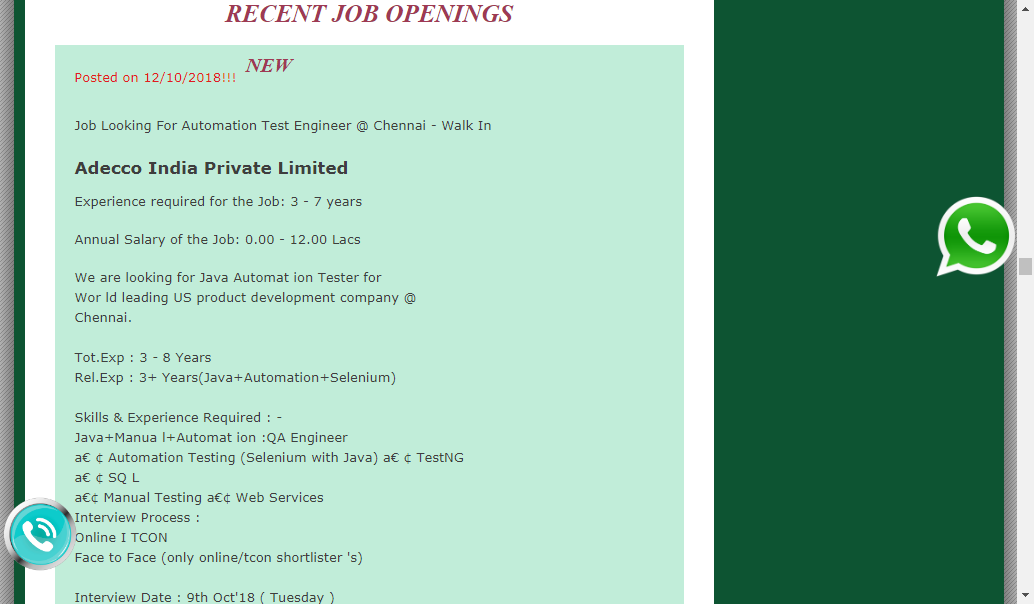 RECENT JOB OPENINGS
Posted on 12/10/2018!!! NEW
Job Looking For Automation Test Engineer @ Chennai - Walk In
Adecco India Private Limited
Experience required for the Job: 3 - 7 years
Annual Salary of the Job: 0.00 - 12.00 Lacs
We are looking for Java Automat ion Tester for
Wor ld leading US product development company @
Chennai.
Tot.Exp : 3 - 8 Years
Rel.Exp : 3+ Years(Java+Automation+Selenium)
Skills & Experience Required : -
Java+Manua l+Automat ion :QA Engineer
a€ ¢ Automation Testing (Selenium with Java) a€ ¢ TestNG
a€ ¢ SQ L
a€¢ Manual Testing a€¢ Web Services
Interview Process :
Online I TCON
Face to Face (only online/tcon shortlister 's)
Interview Date : 9th Oct'18 ( Tuesday )